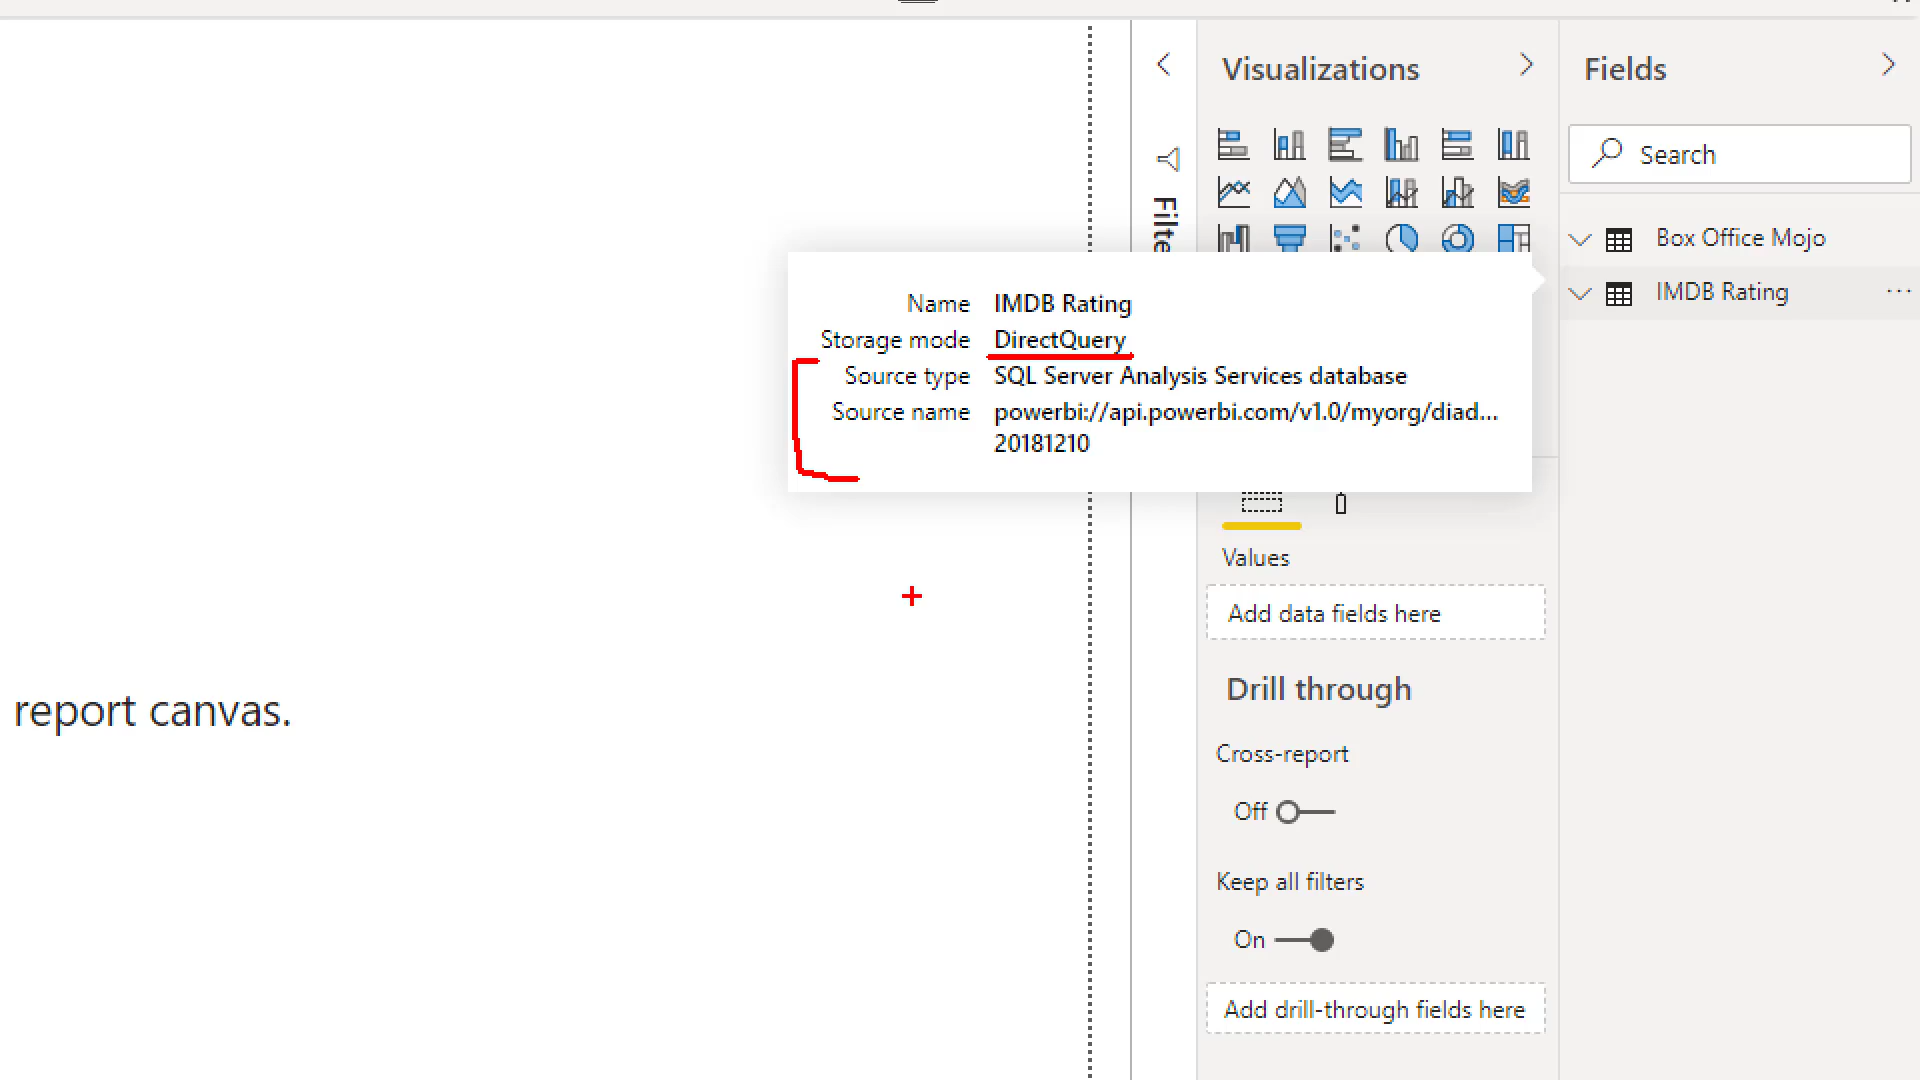 Visualizations
Fields
Search
Filte
Box Office Mojo
IMDB Rating
Name IMDB Rating
Storage mode DirectQuery
Source type SQL Server Analysis Services database
Source name powerbi://api.powerbi.com/v1.0/myorg/diad...
20181210
Values
Add data fields here
Drill through
Cross-report
Off
Keep all filters
On
Add drill-through fields here
report canvas.